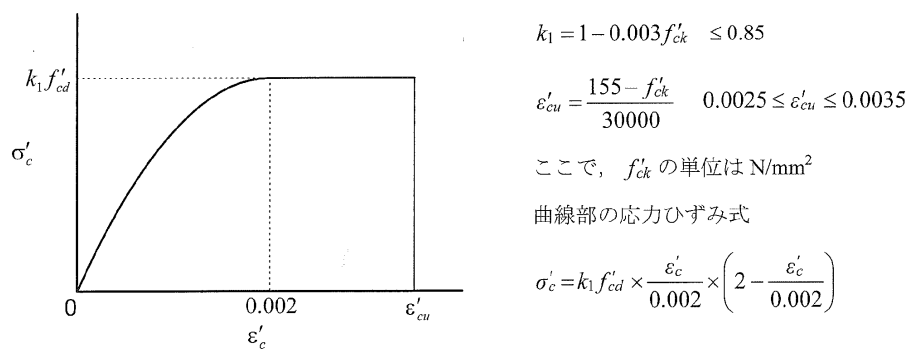 k₁f′cd
σ′c
0
0.002
ε′cu
ε′c
k₁ = 1 − 0.003f′ck ≤ 0.85
ε′cu = (155 − f′ck)/30000 0.0025 ≤ ε′cu ≤ 0.0035
ここで， f′ck の単位は N/mm²
曲線部の応力ひずみ式
σ′c = k₁f′cd × ε′c/0.002 × (2 − ε′c/0.002)